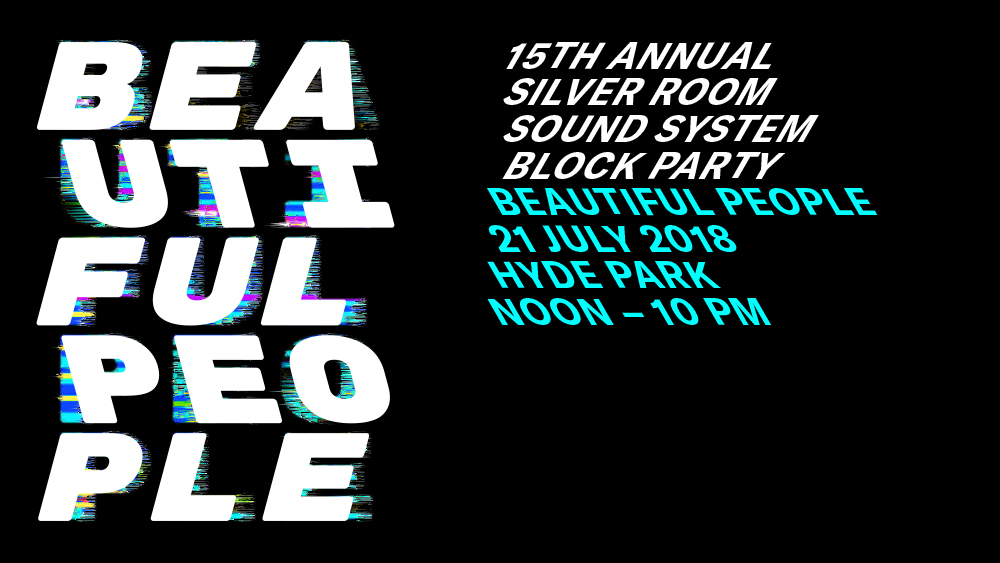 BEA
UTI
FUL
PEO
PLE
15TH ANNUAL
SILVER ROOM
SOUND SYSTEM
BLOCK PARTY
BEAUTIFUL PEOPLE
21 JULY 2018
HYDE PARK
NOON – 10 PM